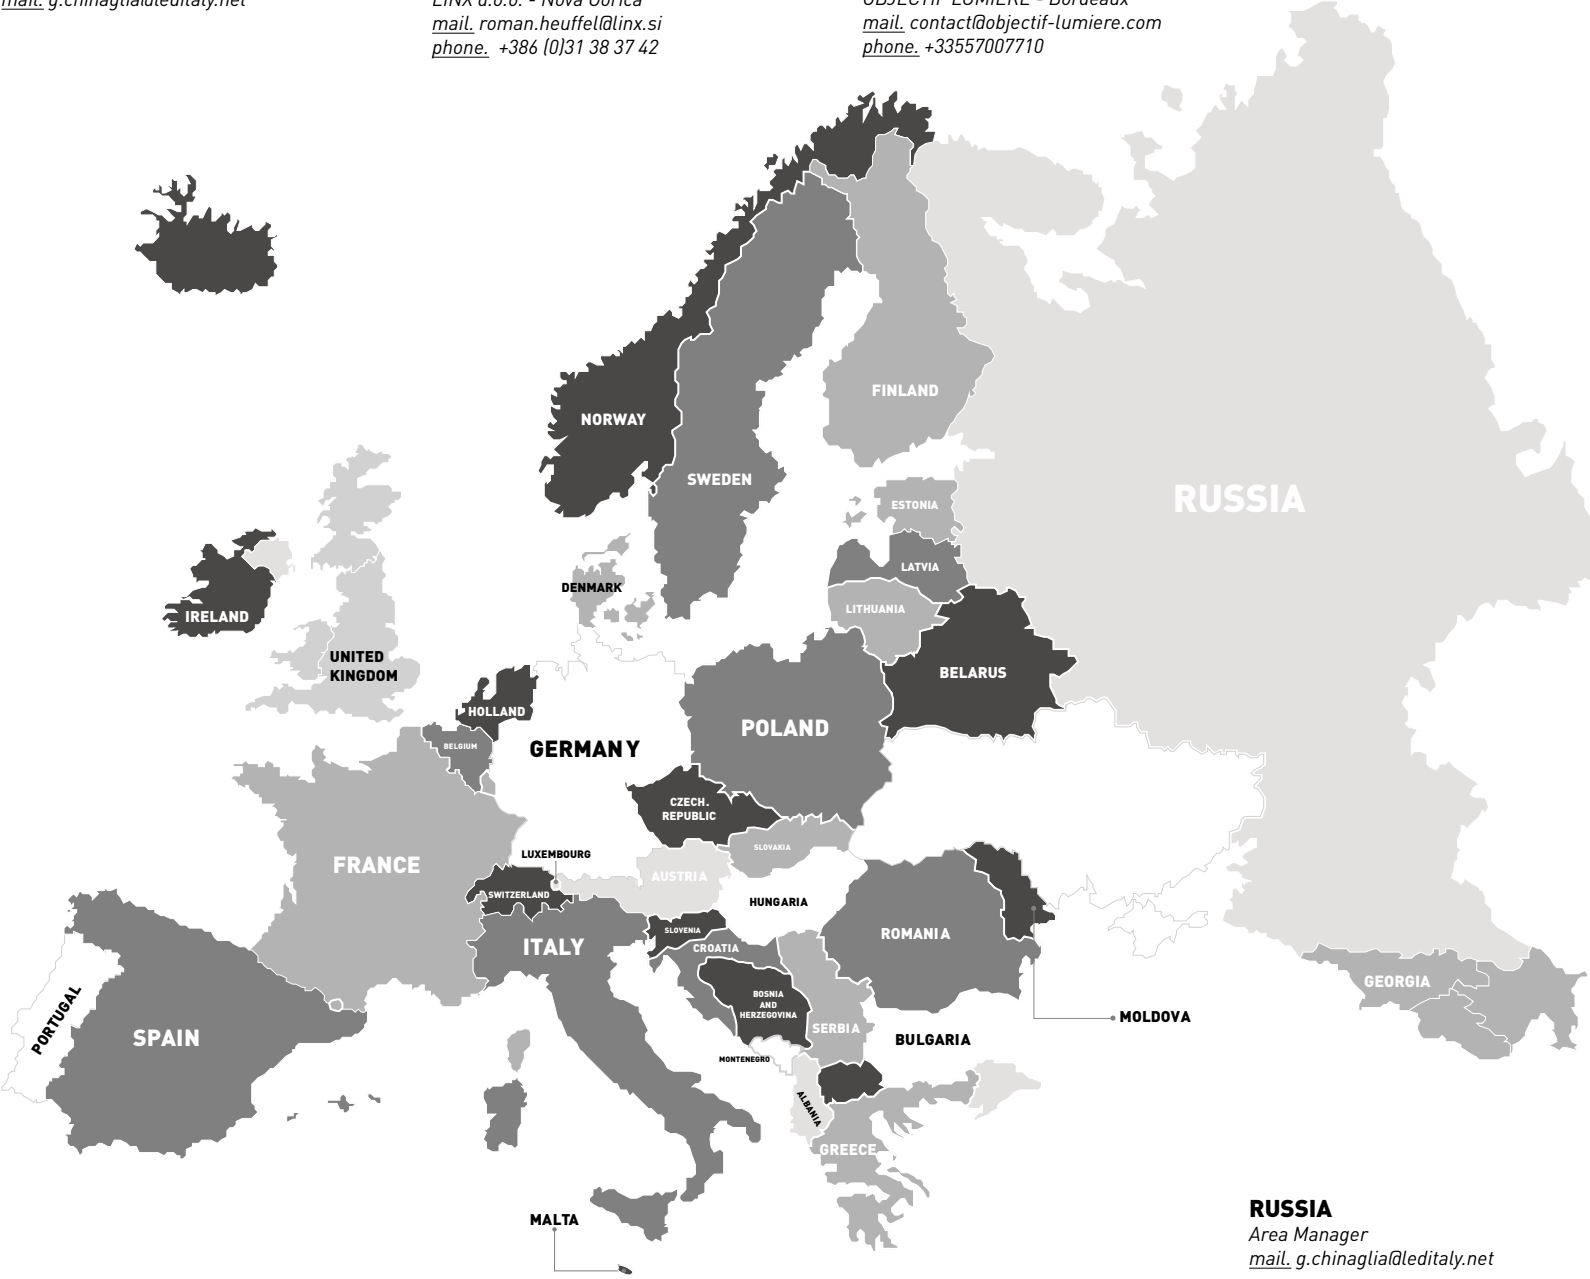 mail. g.chinaglia@leditaly.net
LINX d.o.o. - Nova Gorica
mail. roman.heuffel@linx.si
phone. +386 (0)31 38 37 42
OBJECTIF LUMIERE - Bordeaux
mail. contact@objectif-lumiere.com
phone. +33557007710
NORWAY
FINLAND
SWEDEN
RUSSIA
ESTONIA
LATVIA
DENMARK
LITHUANIA
IRELAND
UNITED
KINGDOM
BELARUS
HOLLAND
POLAND
BELGIUM
GERMANY
CZECH.
REPUBLIC
SLOVAKIA
LUXEMBOURG
FRANCE
AUSTRIA
SWITZERLAND
HUNGARIA
SLOVENIA
ROMANIA
ITALY
CROATIA
GEORGIA
BOSNIA
AND
HERZEGOVINA
PORTUGAL
MOLDOVA
SPAIN
SERBIA
BULGARIA
MONTENEGRO
ALBANIA
GREECE
MALTA
RUSSIA
Area Manager
mail. g.chinaglia@leditaly.net